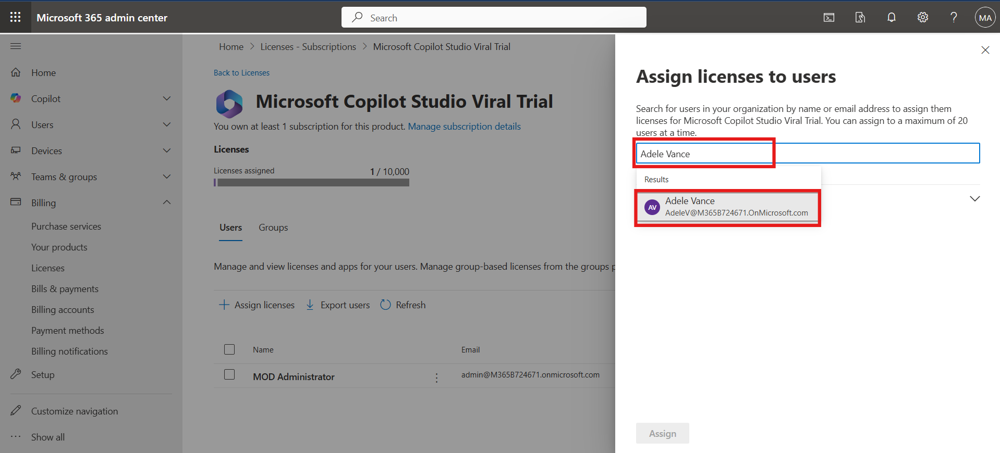 Microsoft 365 admin center
Search
MA
Home
Copilot
Users
Devices
Teams & groups
Billing
Purchase services
Your products
Licenses
Bills & payments
Billing accounts
Payment methods
Billing notifications
Setup
Customize navigation
Show all
Home > Licenses - Subscriptions > Microsoft Copilot Studio Viral Trial
Back to Licenses
Microsoft Copilot Studio Viral Trial
You own at least 1 subscription for this product. Manage subscription details
Licenses
Licenses assigned 1 / 10,000
Users Groups
Manage and view licenses and apps for your users. Manage group-based licenses from the groups p
Assign licenses Export users Refresh
Name Email
MOD Administrator admin@M365B724671.onmicrosoft.com
Assign licenses to users
Search for users in your organization by name or email address to assign them
licenses for Microsoft Copilot Studio Viral Trial. You can assign to a maximum of 20
users at a time.
Adele Vance
Results
AV
Adele Vance
AdeleV@M365B724671.OnMicrosoft.com
Assign